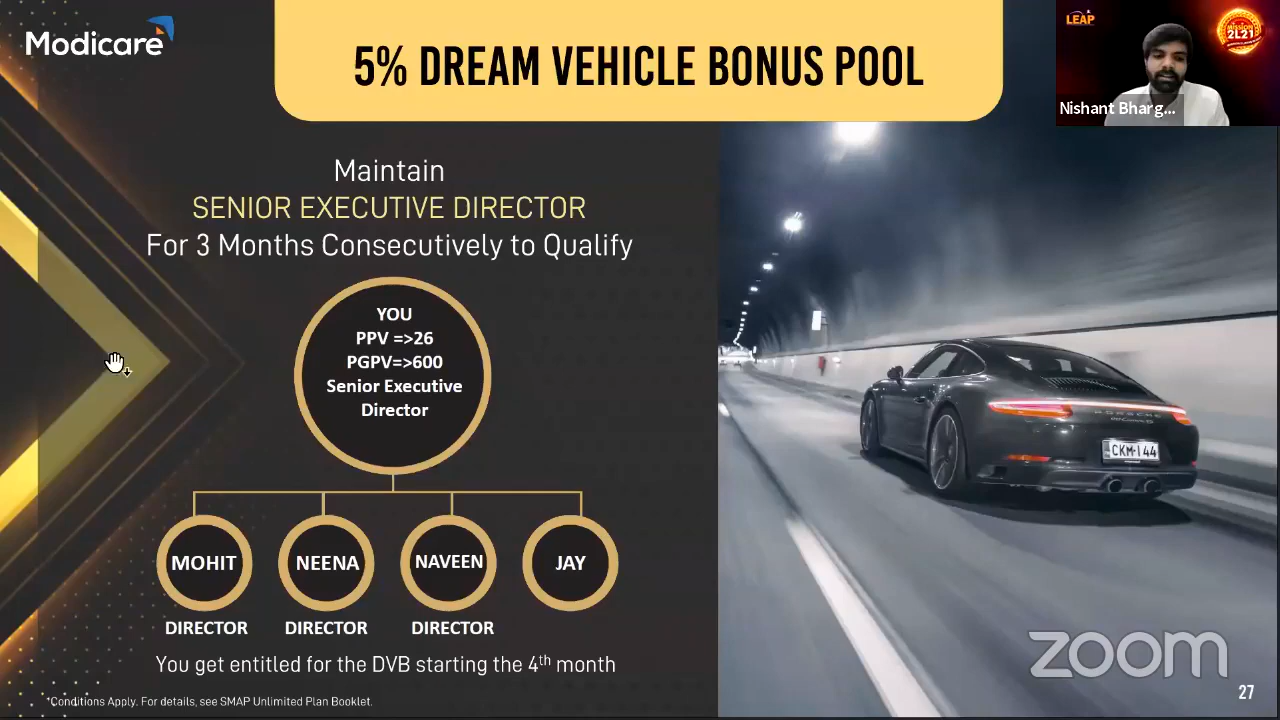 Modicare
5% DREAM VEHICLE BONUS POOL
LEAP
MISSION
2L21
Nishant Bharg...
Maintain
SENIOR EXECUTIVE DIRECTOR
For 3 Months Consecutively to Qualify
YOU
PPV =>26
PGPV=>600
Senior Executive
Director
MOHIT
NEENA
NAVEEN
JAY
DIRECTOR
DIRECTOR
DIRECTOR
You get entitled for the DVB starting the 4th month
*Conditions Apply. For details, see SMAP Unlimited Plan Booklet.
PORSCHE
CKM·144
zoom
27